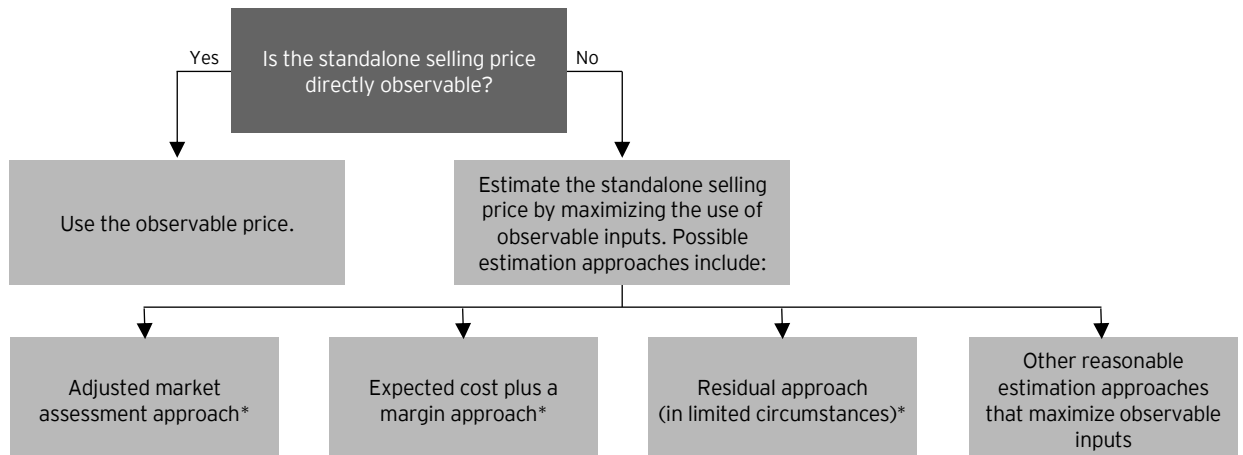 Yes
Is the standalone selling price
directly observable?
No
Use the observable price.
Estimate the standalone selling
price by maximizing the use of
observable inputs. Possible
estimation approaches include:
Adjusted market
assessment approach*
Expected cost plus a
margin approach*
Residual approach
(in limited circumstances)*
Other reasonable
estimation approaches
that maximize observable
inputs